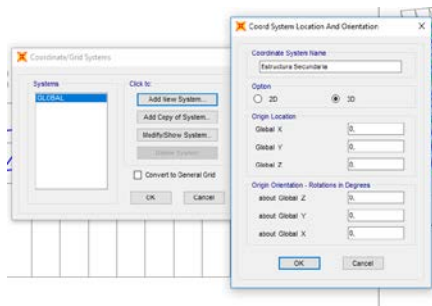 Coordinate/Grid Systems
Systems
GLOBAL
Click to:
Add New System...
Add Copy of System...
Modify/Show System...
Delete System
Convert to General Grid
OK
Cancel
Coord System Location And Orientation
Coordinate System Name
Estructura Secundaria
Option
2D
3D
Origin Location
Global X
0,
Global Y
0,
Global Z
0,
Origin Orientation - Rotations in Degrees
about Global Z
0,
about Global Y
0,
about Global X
0,
OK
Cancel